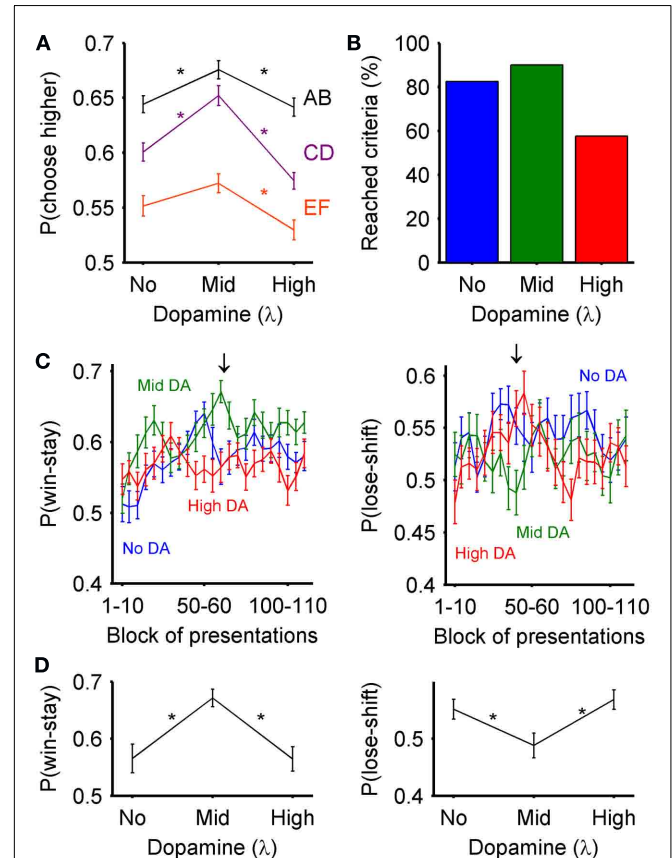 A
P(choose higher)
0.7
0.65
0.6
0.55
0.5
* *
AB
* *
CD
*
EF
No Mid High
Dopamine (λ)
B
Reached criteria (%)
100
80
60
40
20
0
No Mid High
Dopamine (λ)
C
P(win-stay)
0.7
0.6
0.5
0.4
↓
Mid DA
High DA
No DA
1-10 50-60 100-110
Block of presentations
P(lose-shift)
0.6
0.55
0.5
0.45
0.4
↓
No DA
Mid DA
High DA
1-10 50-60 100-110
Block of presentations
D
P(win-stay)
0.7
0.6
0.5
* *
No Mid High
Dopamine (λ)
P(lose-shift)
0.5
0.4
* *
No Mid High
Dopamine (λ)